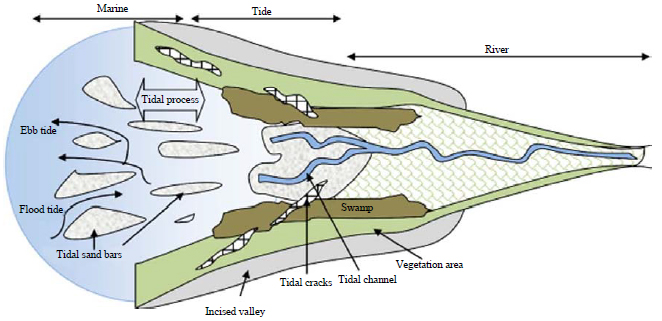 Marine
Tide
River
Tidal process
Ebb tide
Flood tide
Swamp
Tidal sand bars
Vegetation area
Tidal cracks
Tidal channel
Incised valley